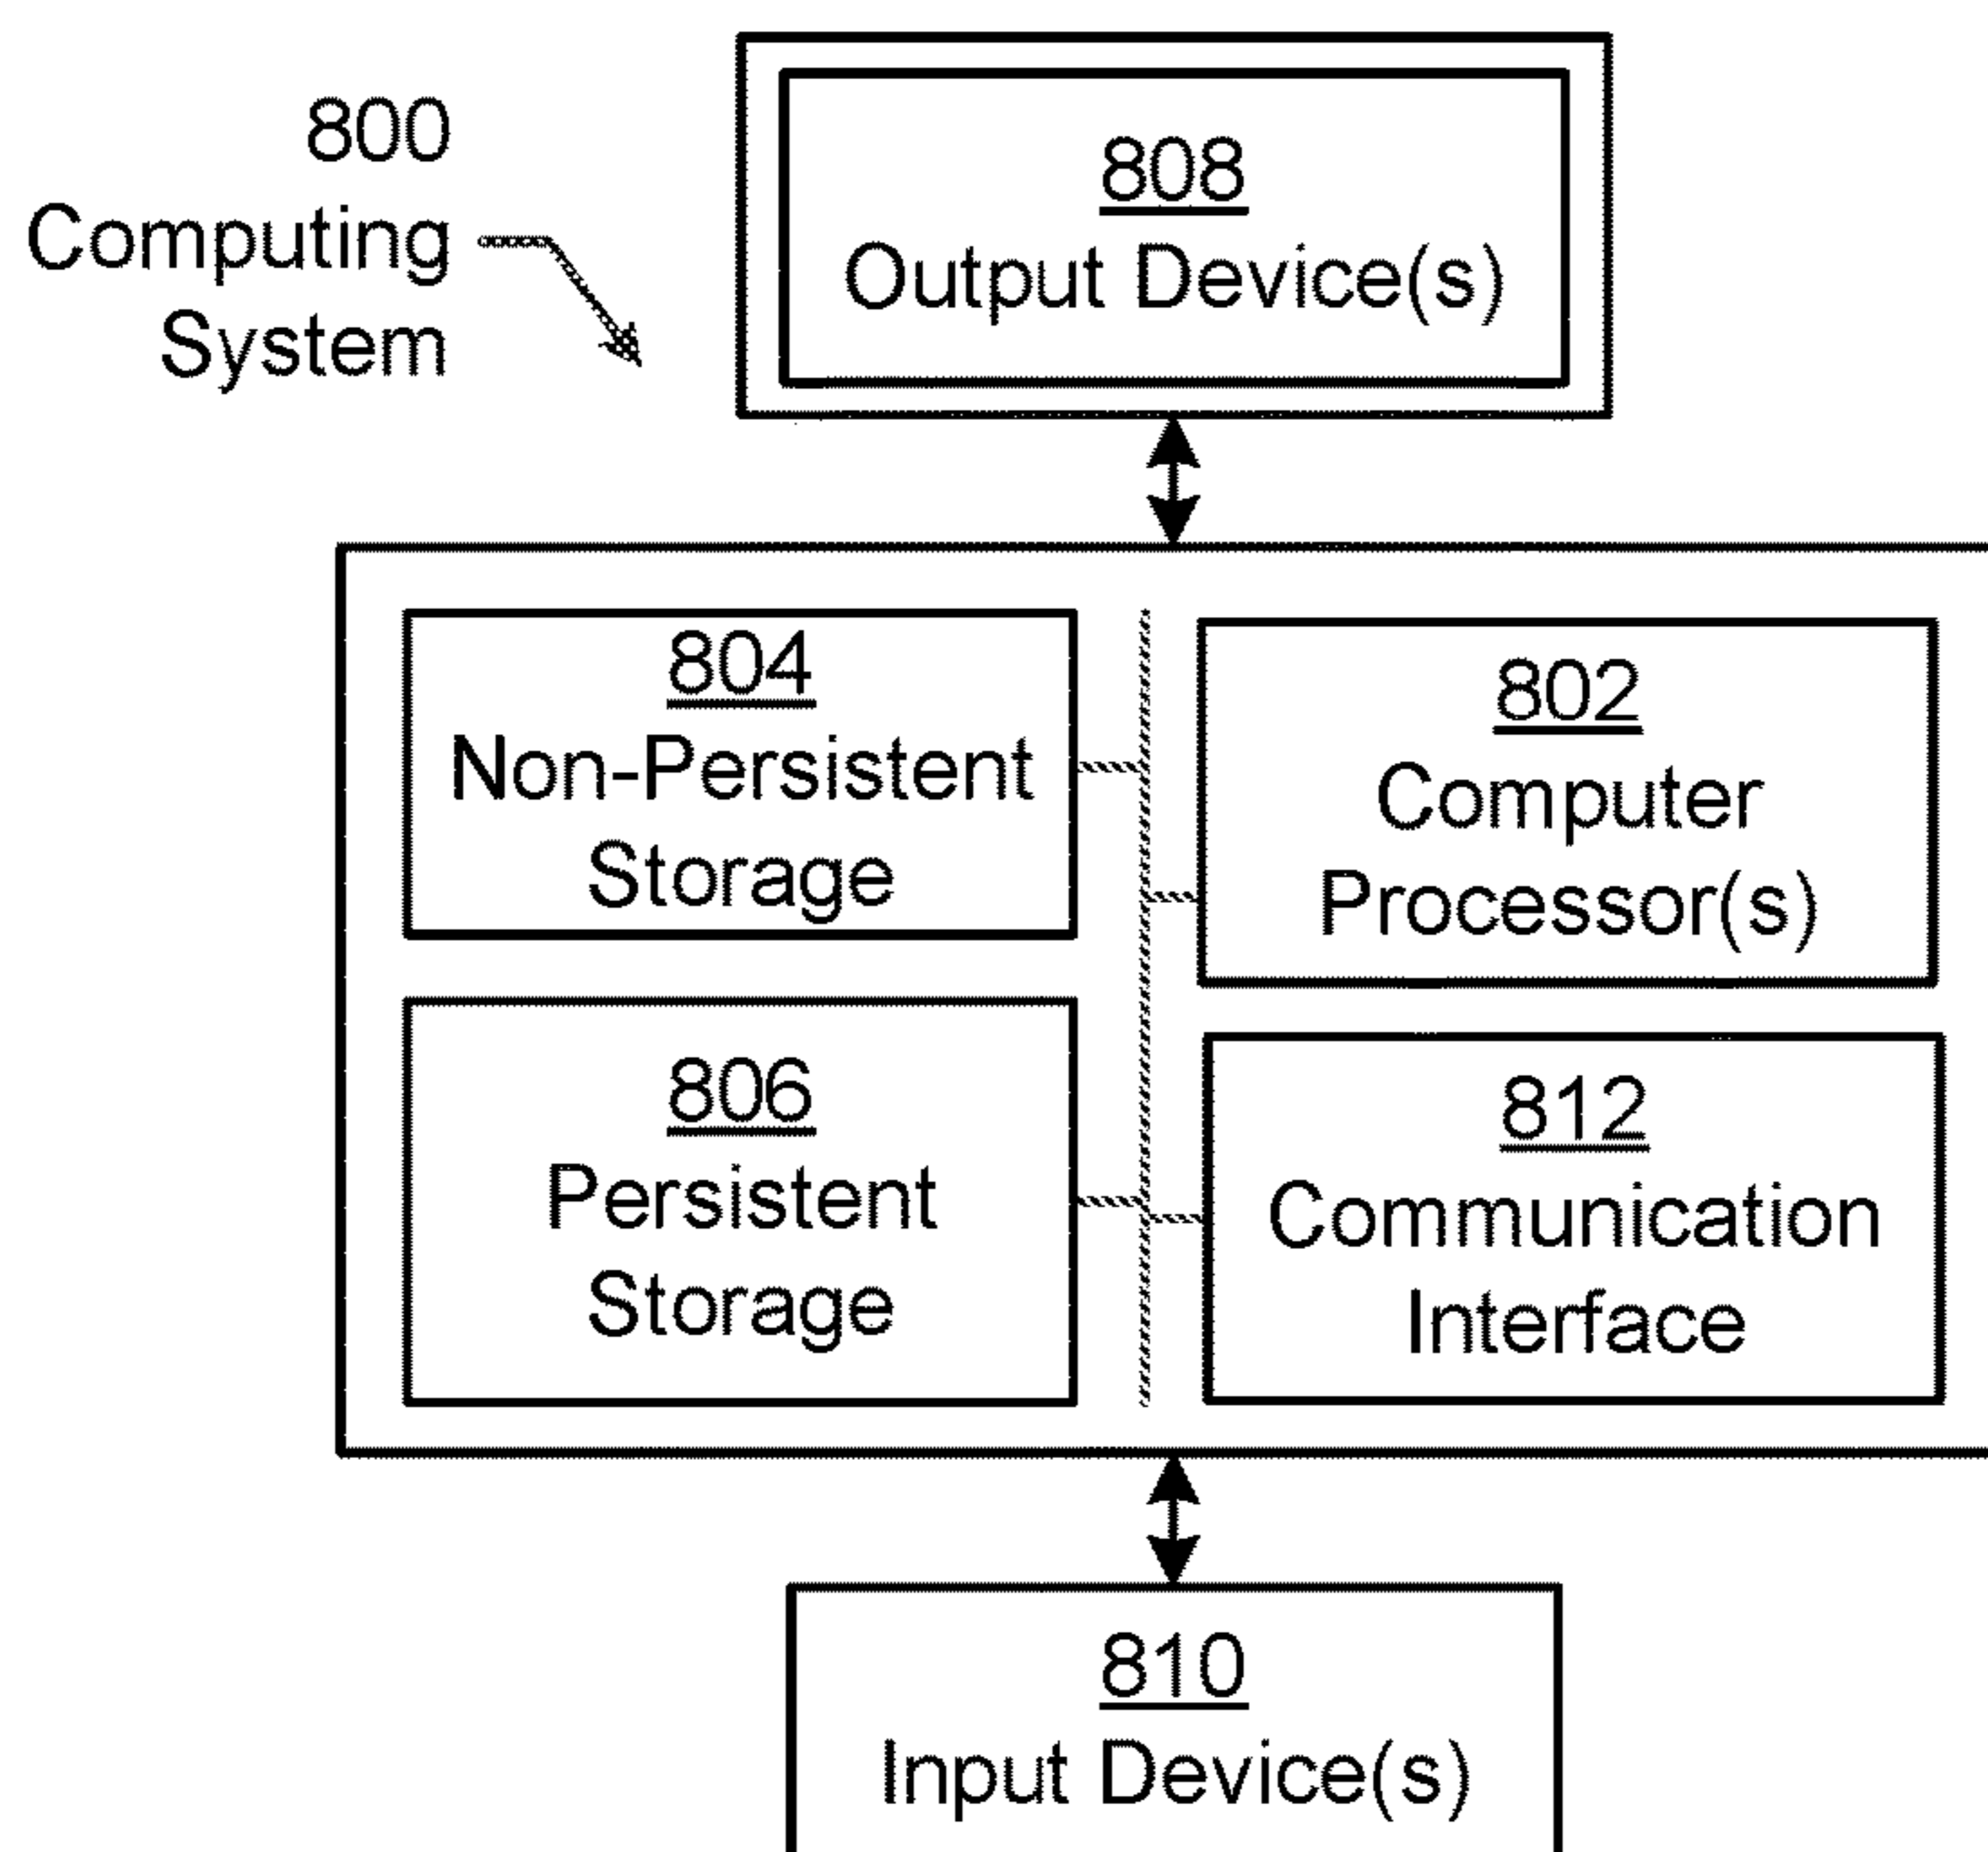 800
Computing
System
808
Output Device(s)
804
Non-Persistent
Storage
802
Computer
Processor(s)
806
Persistent
Storage
812
Communication
Interface
810
Input Device(s)